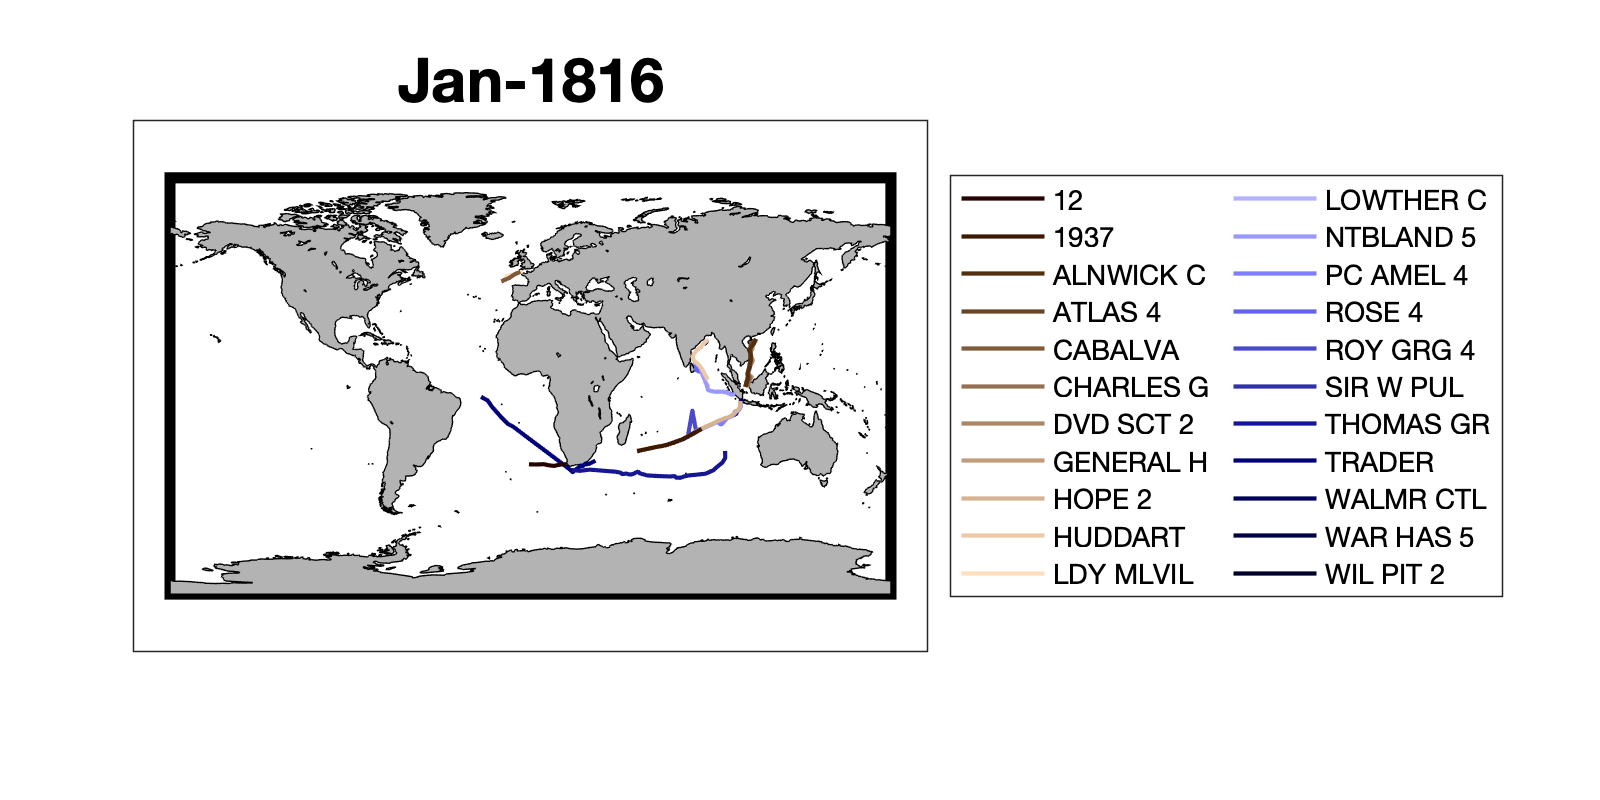 Jan-1816
12
1937
ALNWICK C
ATLAS 4
CABALVA
CHARLES G
DVD SCT 2
GENERAL H
HOPE 2
HUDDART
LDY MLVIL
LOWTHER C
NTBLAND 5
PC AMEL 4
ROSE 4
ROY GRG 4
SIR W PUL
THOMAS GR
TRADER
WALMR CTL
WAR HAS 5
WIL PIT 2